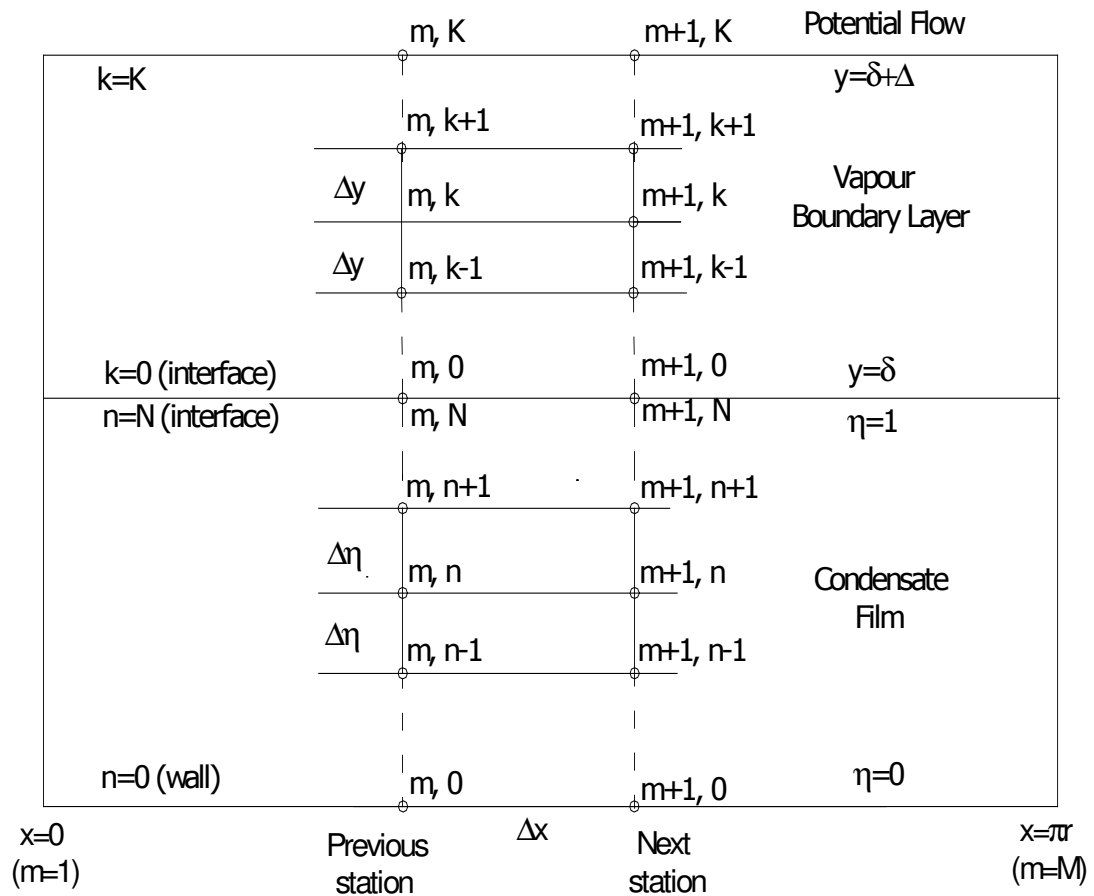 m, K
m+1, K
Potential Flow
k=K
y=δ+Δ
m, k+1
m+1, k+1
Δy
m, k
m+1, k
Vapour
Boundary Layer
Δy
m, k-1
m+1, k-1
k=0 (interface)
m, 0
m+1, 0
y=δ
n=N (interface)
m, N
m+1, N
η=1
m, n+1
m+1, n+1
Δη
m, n
m+1, n
Condensate
Film
Δη
m, n-1
m+1, n-1
n=0 (wall)
m, 0
m+1, 0
η=0
x=0
(m=1)
Previous
station
Δx
Next
station
x=πr
(m=M)